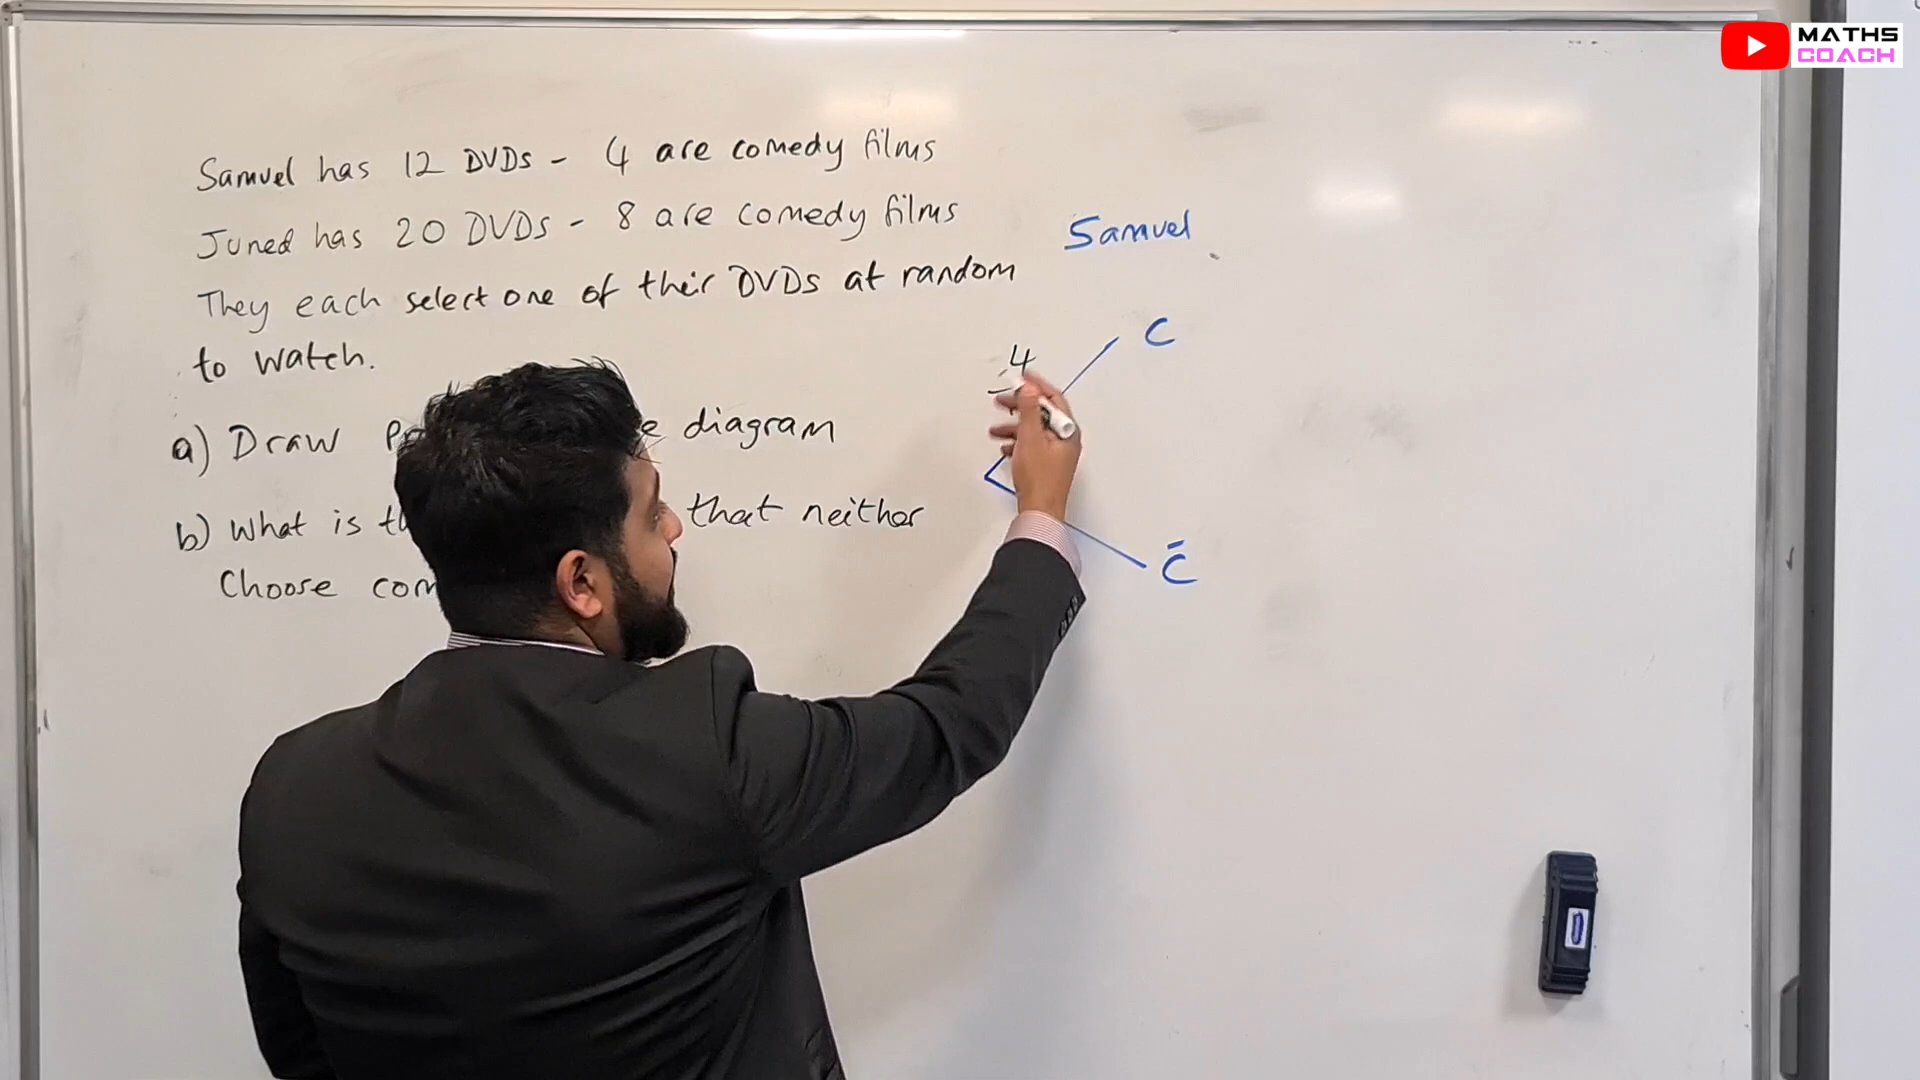 MATHS
COACH
Samuel has 12 DVDs - 4 are comedy films
Juned has 20 DVDs - 8 are comedy films
They each select one of their DVDs at random
to watch.
a) Draw diagram
b) What is that neither
Choose
Samuel
C
4
C̄